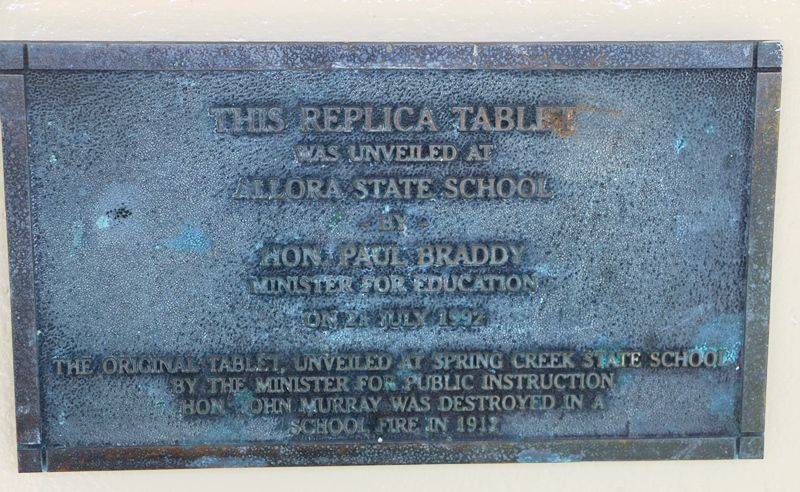 THIS REPLICA TABLET
WAS UNVEILED AT
ALLORA STATE SCHOOL
- BY -
HON. PAUL BRADDY
MINISTER FOR EDUCATION
ON 21 JULY 1992
THE ORIGINAL TABLET, UNVEILED AT SPRING CREEK STATE SCHOOL
BY THE MINISTER FOR PUBLIC INSTRUCTION
HON. JOHN MURRAY WAS DESTROYED IN A
SCHOOL FIRE IN